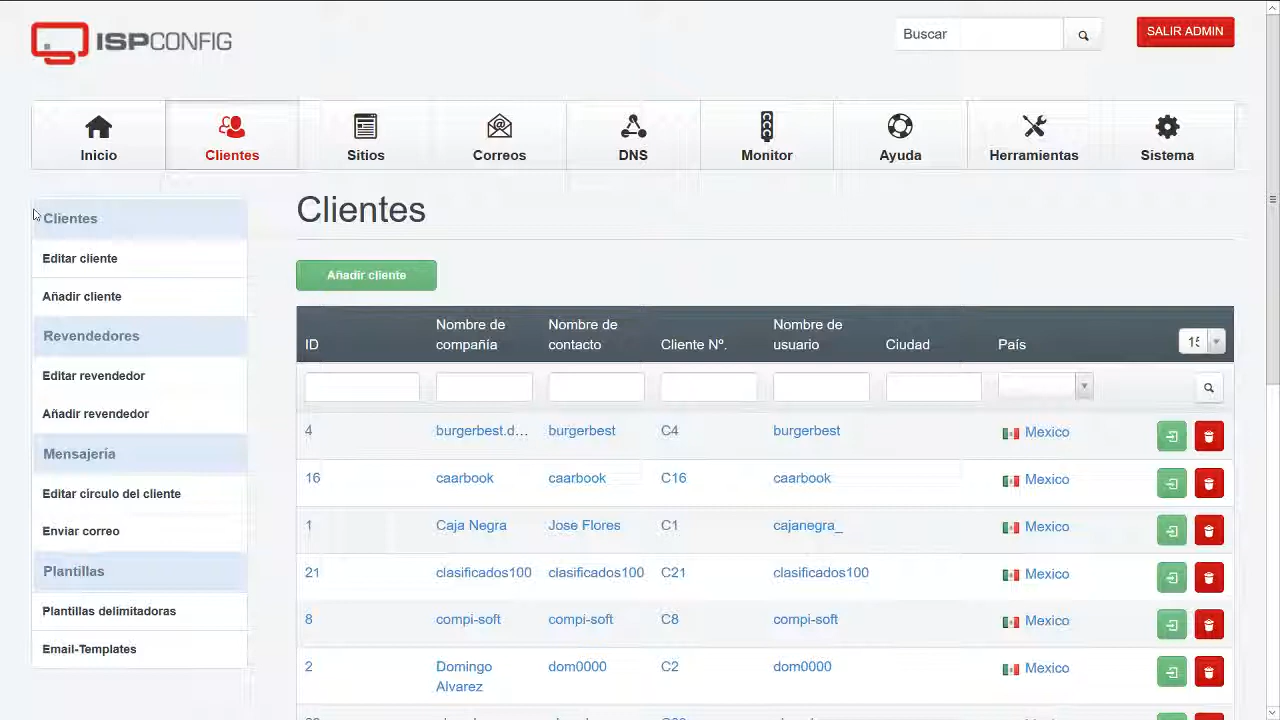 ISPCONFIG
Buscar
SALIR ADMIN
Inicio
Clientes
Sitios
Correos
DNS
Monitor
Ayuda
Herramientas
Sistema
Clientes
Editar cliente
Añadir cliente
Revendedores
Editar revendedor
Añadir revendedor
Mensajería
Editar circulo del cliente
Enviar correo
Plantillas
Plantillas delimitadoras
Email-Templates
Clientes
Añadir cliente
ID Nombre de compañía Nombre de contacto Cliente Nº. Nombre de usuario Ciudad País 15
4 burgerbest.d... burgerbest C4 burgerbest Mexico
16 caarbook caarbook C16 caarbook Mexico
1 Caja Negra Jose Flores C1 cajanegra_ Mexico
21 clasificados100 clasificados100 C21 clasificados100 Mexico
8 compi-soft compi-soft C8 compi-soft Mexico
2 Domingo Alvarez dom0000 C2 dom0000 Mexico